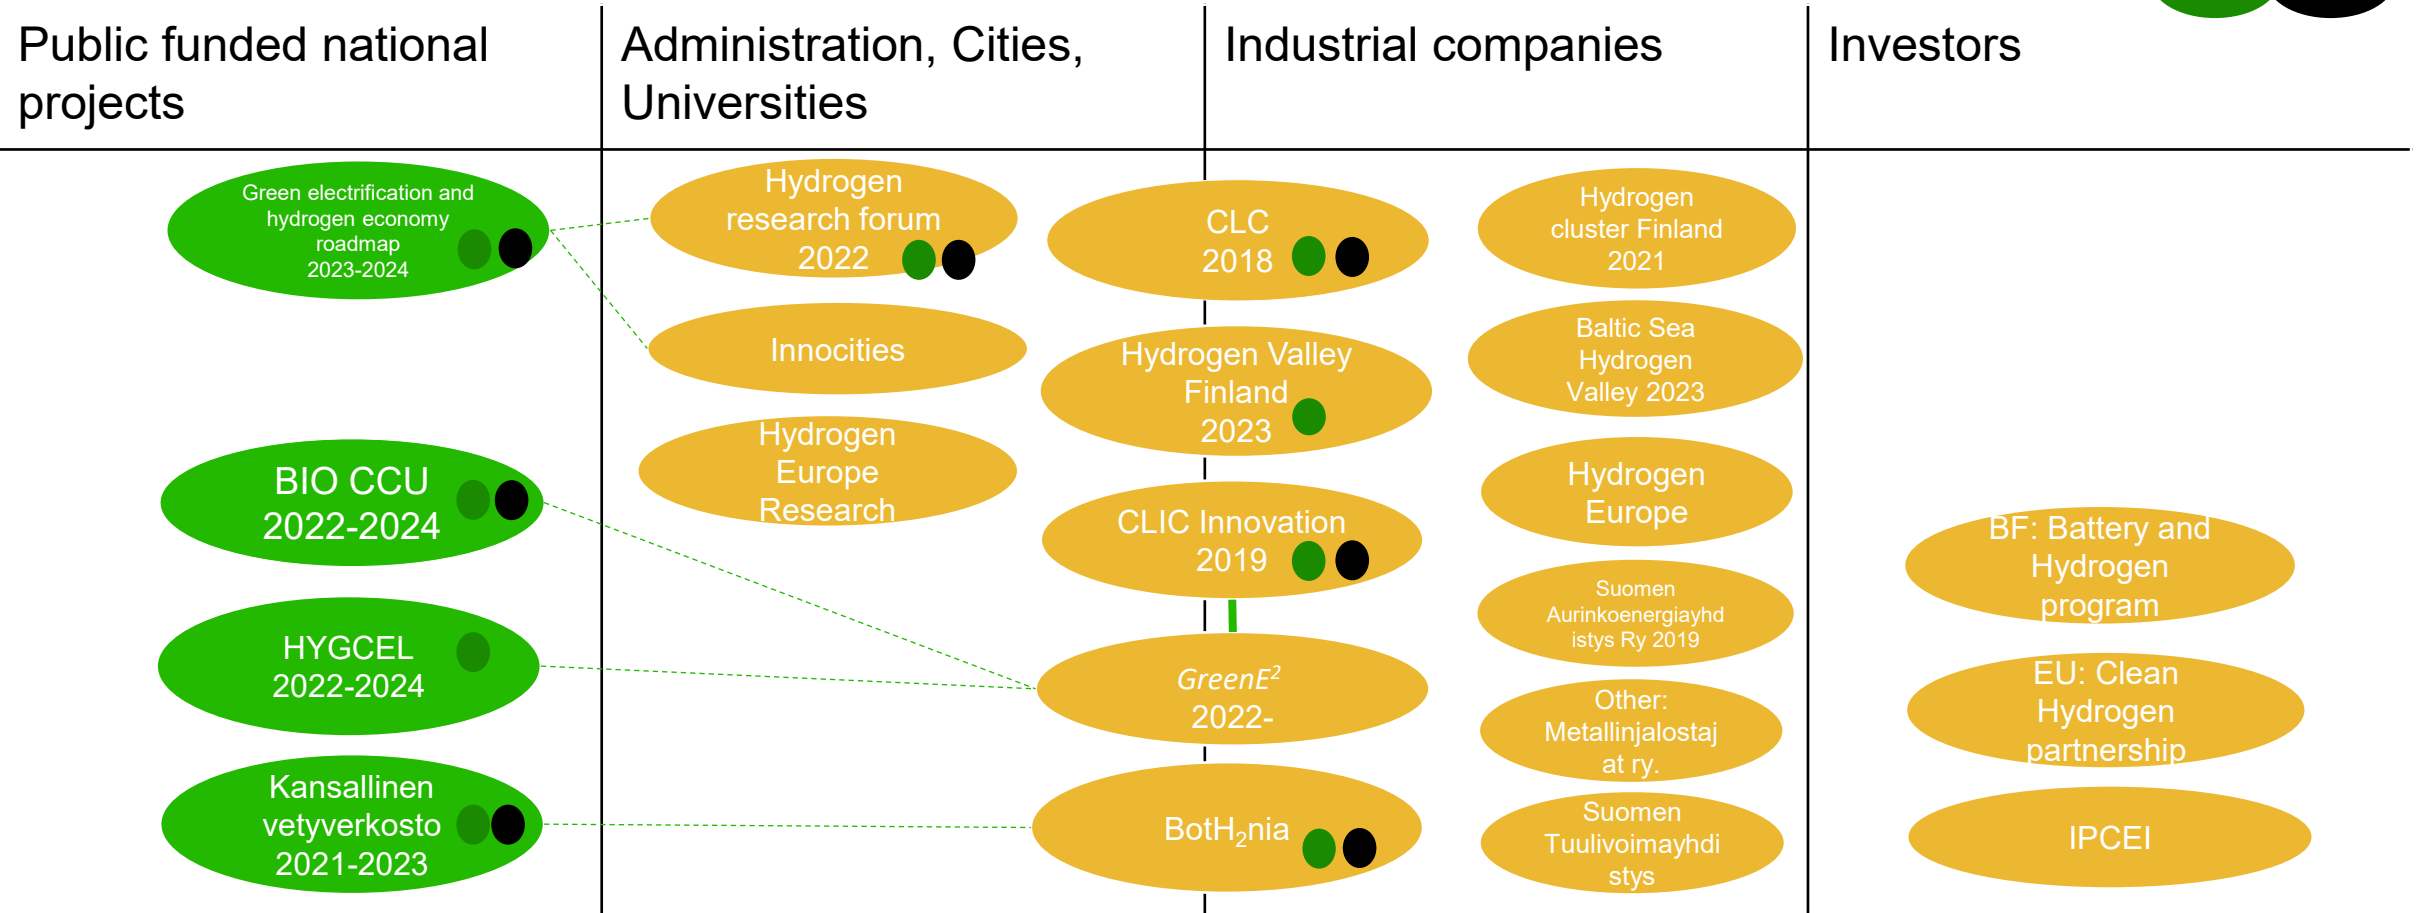 Public funded national
projects
Administration, Cities,
Universities
Industrial companies
Investors
Green electrification and
hydrogen economy
roadmap
2023-2024
BIO CCU
2022-2024
HYGCEL
2022-2024
Kansallinen
vetyverkosto
2021-2023
Hydrogen
research forum
2022
Innocities
Hydrogen
Europe
Research
CLC
2018
Hydrogen Valley
Finland
2023
CLIC Innovation
2019
GreenE²
2022-
BotH₂nia
Hydrogen
cluster Finland
2021
Baltic Sea
Hydrogen
Valley 2023
Hydrogen
Europe
Suomen
Aurinkoenergiayhd
istys Ry 2019
Other:
Metallinjalostaj
at ry.
Suomen
Tuulivoimayhdi
stys
BF: Battery and
Hydrogen
program
EU: Clean
Hydrogen
partnership
IPCEI